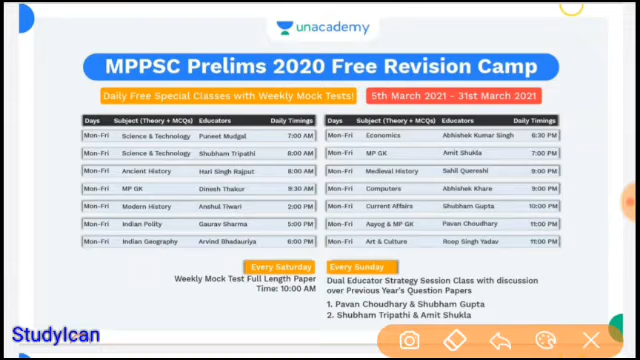 unacademy
MPPSC Prelims 2020 Free Revision Camp
Daily Free Special Classes with Weekly Mock Tests!
5th March 2021 - 31st March 2021
Days Subject (Theory + MCQs) Educators Daily Timings
Mon-Fri Science & Technology Puneet Mudgal 7:00 AM
Mon-Fri Science & Technology Shubham Tripathi 8:00 AM
Mon-Fri Ancient History Hari Singh Rajput 8:00 AM
Mon-Fri MP GK Dinesh Thakur 9:30 AM
Mon-Fri Modern History Anshul Tiwari 2:00 PM
Mon-Fri Indian Polity Gaurav Sharma 5:00 PM
Mon-Fri Indian Geography Arvind Bhadauriya 6:00 PM
Days Subject (Theory + MCQs) Educators Daily Timings
Mon-Fri Economics Abhishek Kumar Singh 6:30 PM
Mon-Fri MP GK Amit Shukla 7:00 PM
Mon-Fri Medieval History Sahil Quereshi 9:00 PM
Mon-Fri Computers Abhishek Khare 9:00 PM
Mon-Fri Current Affairs Shubham Gupta 10:00 PM
Mon-Fri Aayog & MP GK Pavan Choudhary 11:00 PM
Mon-Fri Art & Culture Roop Singh Yadav 11:00 PM
Every Saturday
Weekly Mock Test Full Length Paper
Time: 10:00 AM
Every Sunday
Dual Educator Strategy Session Class with discussion
over Previous Year's Question Papers
1. Pavan Choudhary & Shubham Gupta
2. Shubham Tripathi & Amit Shukla
StudyIcan